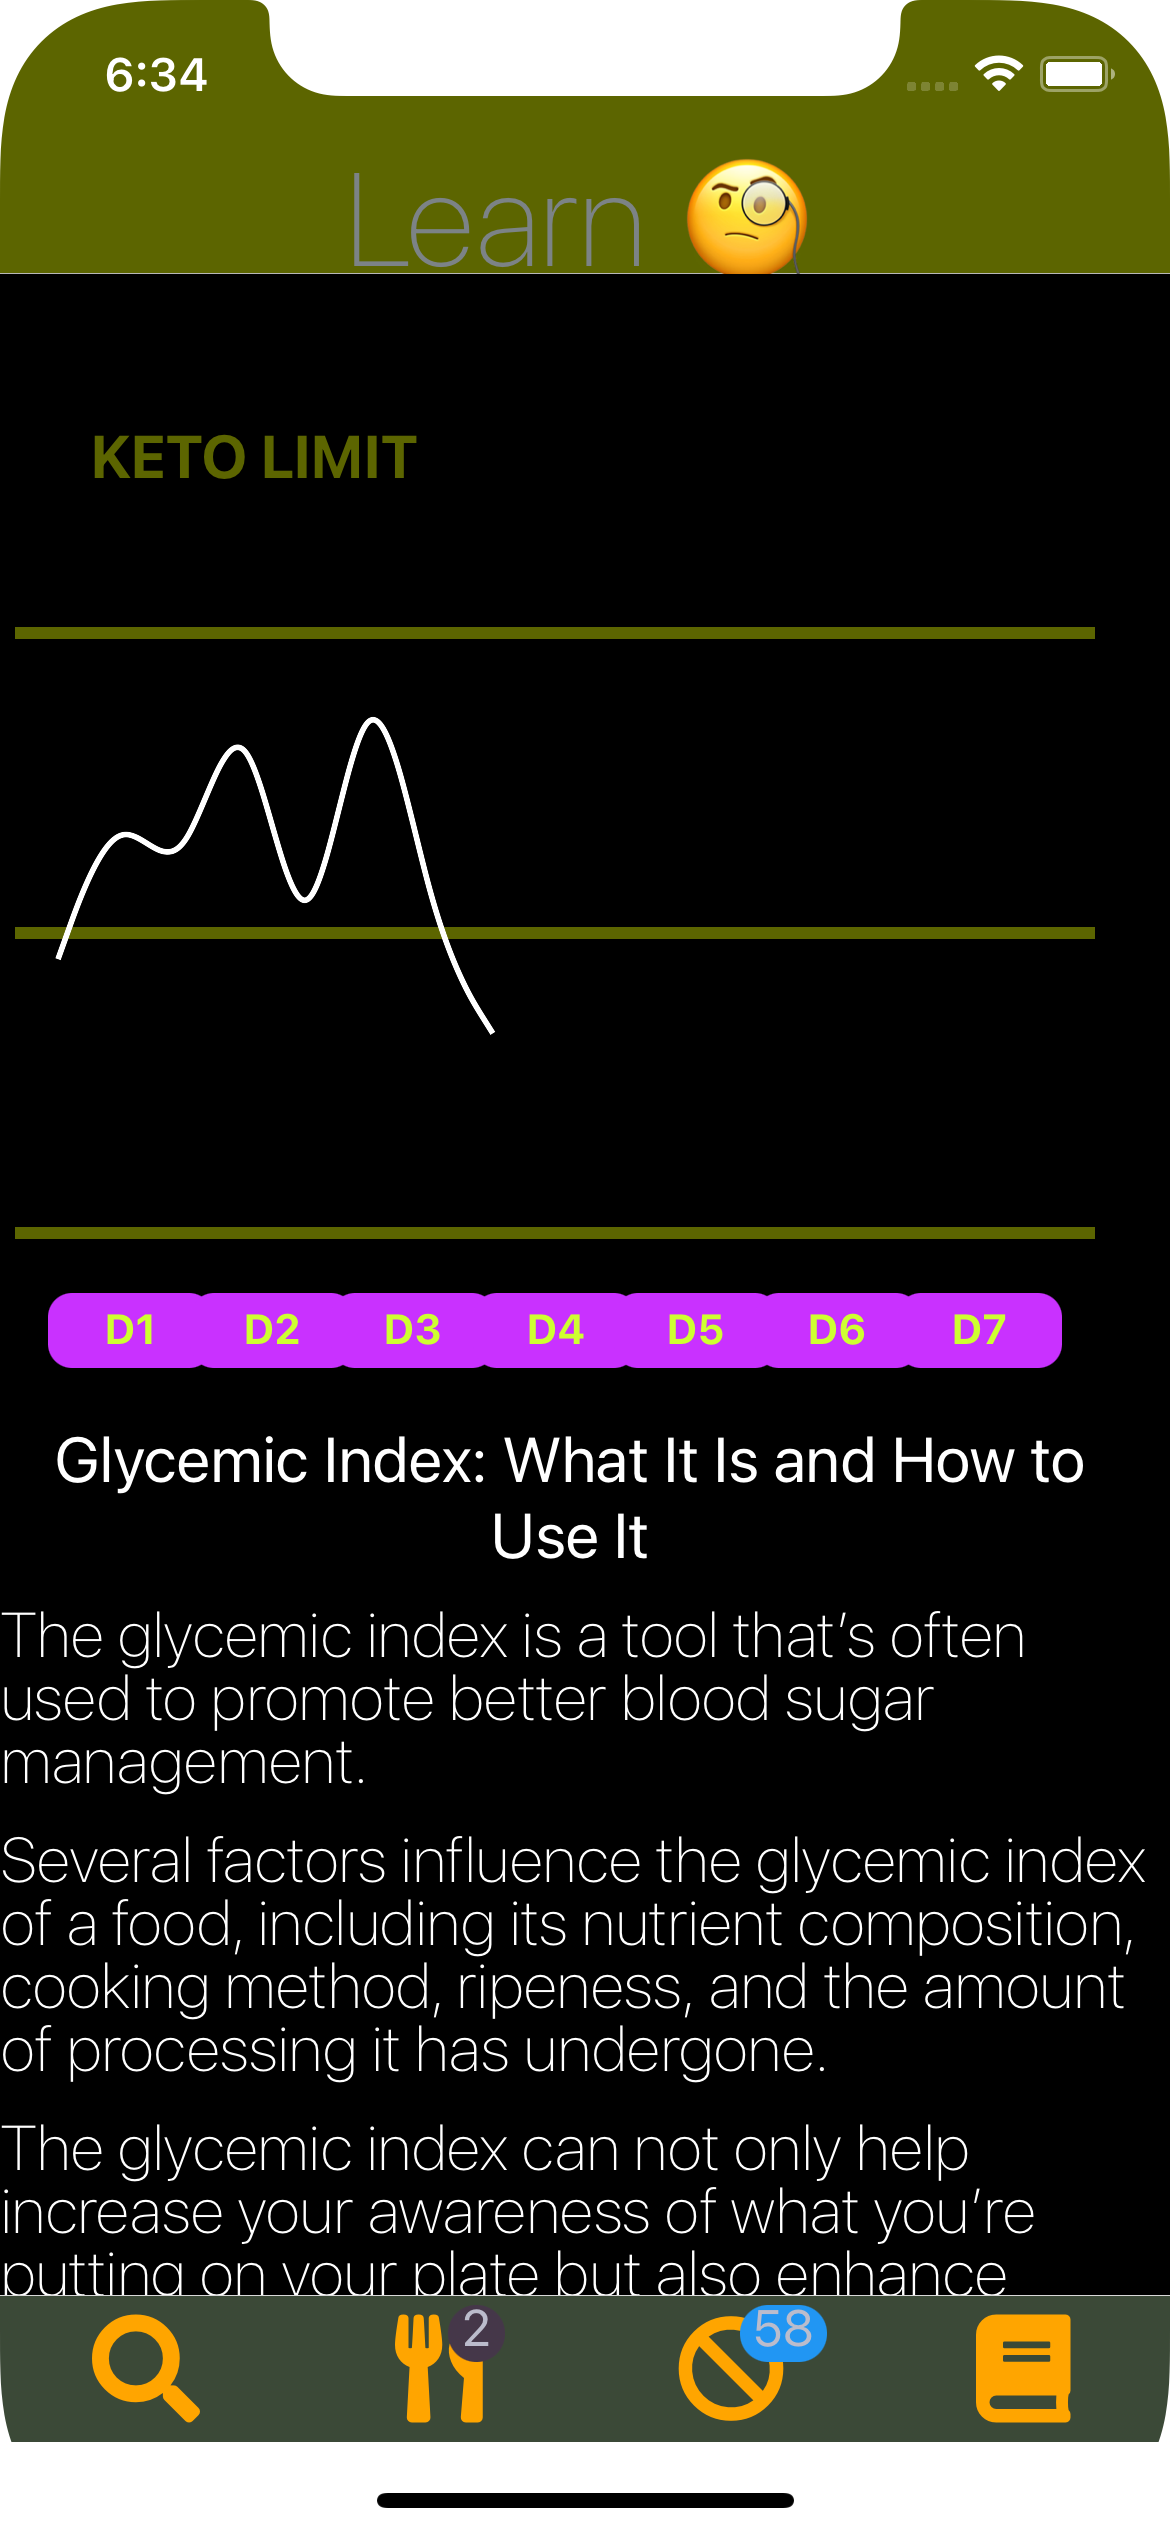 6:34
Learn 🧐
KETO LIMIT
D1 D2 D3 D4 D5 D6 D7
Glycemic Index: What It Is and How to
Use It
The glycemic index is a tool that’s often
used to promote better blood sugar
management.
Several factors influence the glycemic index
of a food, including its nutrient composition,
cooking method, ripeness, and the amount
of processing it has undergone.
The glycemic index can not only help
increase your awareness of what you’re
putting on your plate but also enhance
2 58